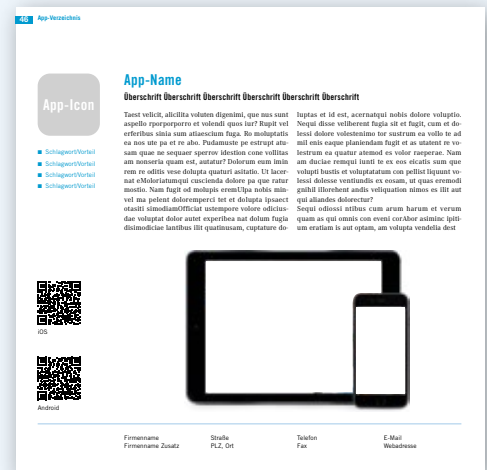 46 App-Verzeichnis
App-Icon
Schlagwort/Vorteil
Schlagwort/Vorteil
Schlagwort/Vorteil
Schlagwort/Vorteil
App-Name
Überschrift Überschrift Überschrift Überschrift Überschrift Überschrift
Taest velicit, alicilita voluten digenimi, que nus sunt
aspello rporporporro et volendi quos iur? Rupit vel
erferibus sinia sum atiaescium fuga. Ro moluptatis
ea nos ute pa et re abo. Pudamuste pe estrupt atu-
sam quae ne sequaer sperrov idestion cone vollitas
am nonseria quam est, autatur? Dolorum eum imin
rem re oditis vese dolupta quaturi asitatio. Ut lacer-
nat eMoloriatumqui cuscienda dolore pa que ratur
mostio. Nam fugit od molupis eremUlpa nobis min-
vel ma pelent doloremperci tet et dolupta ipsaect
otasiti simodiamOfficiat ustempore volore odicius-
dae voluptat dolor autet experibea nat dolum fugia
disimodiciae lantibus ilit quatinusam, cuptature do-
luptas et id est, acernatqui nobis dolore voluptio.
Nequi disse veliberent fugia sit et fugit, cum et do-
lessi dolore volestenimo tor sustrum ea vollo te ad
mil enis eaque planiendam fugit et as utatent re vo-
lestrum ea quatur atemod es volor raeperae. Nam
am duciae remqui iunti te ex eos eicatis sum que
volupti bustis et voluptatatum con pellist liquunt vo-
lessi dolesse ventiundis ex eosam, ut quas eremodi
gnihil illorehent andis veliquation nimos es ilit aut
qui aliandes dolorectur?
Sequi odiossi ntibus cum arum harum et verum
quam as qui omnis con eveni corAbor asiminc ipiti-
um eratiam is aut optam, am volupta vendelia dest
iOS
Android
Firmenname
Firmenname Zusatz
Straße
PLZ, Ort
Telefon
Fax
E-Mail
Webadresse